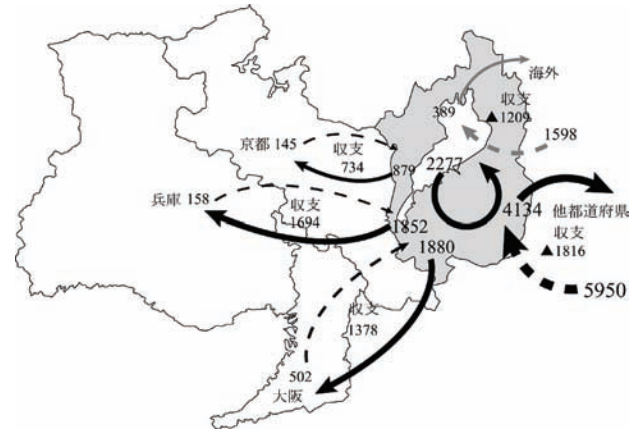 海外
389
収支
▲1209
1598
京都 145
収支
734
879
2277
兵庫 158
収支
1694
1852
4134
他都道府県
収支
▲1816
1880
5950
収支
1378
502
大阪